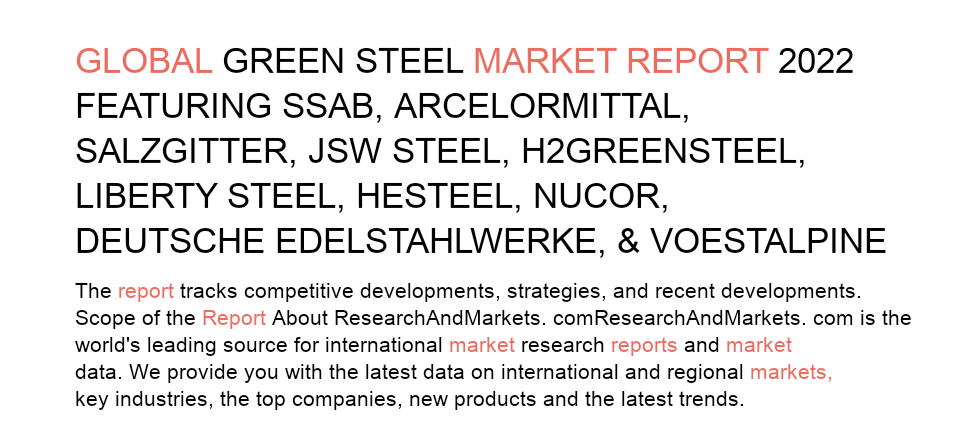 GLOBAL GREEN STEEL MARKET REPORT 2022
FEATURING SSAB, ARCELORMITTAL,
SALZGITTER, JSW STEEL, H2GREENSTEEL,
LIBERTY STEEL, HESTEEL, NUCOR,
DEUTSCHE EDELSTAHLWERKE, & VOESTALPINE
The report tracks competitive developments, strategies, and recent developments.
Scope of the Report About ResearchAndMarkets. comResearchAndMarkets. com is the
world's leading source for international market research reports and market
data. We provide you with the latest data on international and regional markets,
key industries, the top companies, new products and the latest trends.